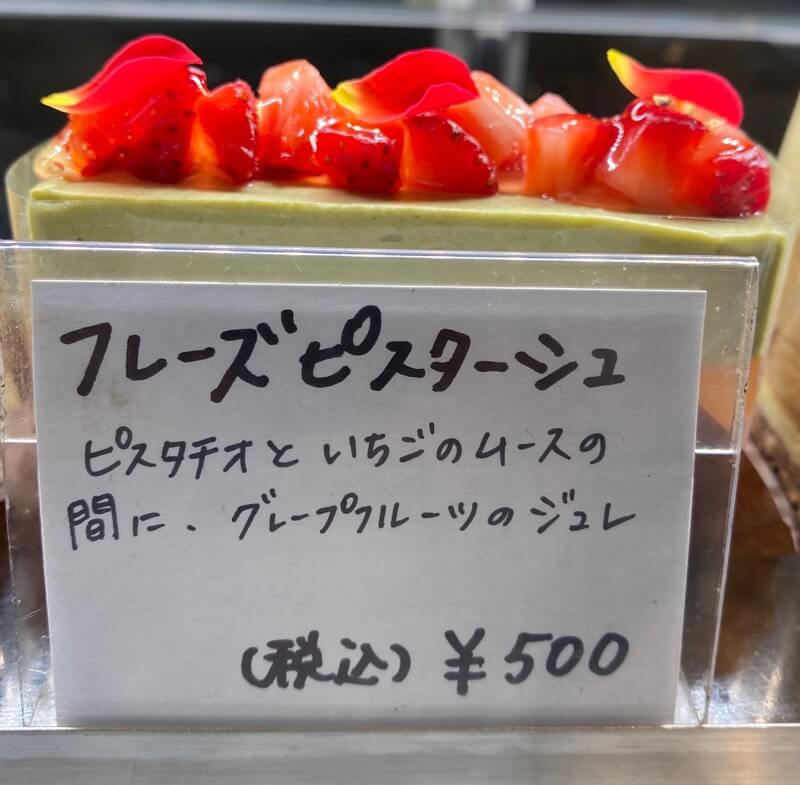 フレーズピスターシュ
ピスタチオといちごのムースの
間に、グレープフルーツのジュレ
(税込)¥500